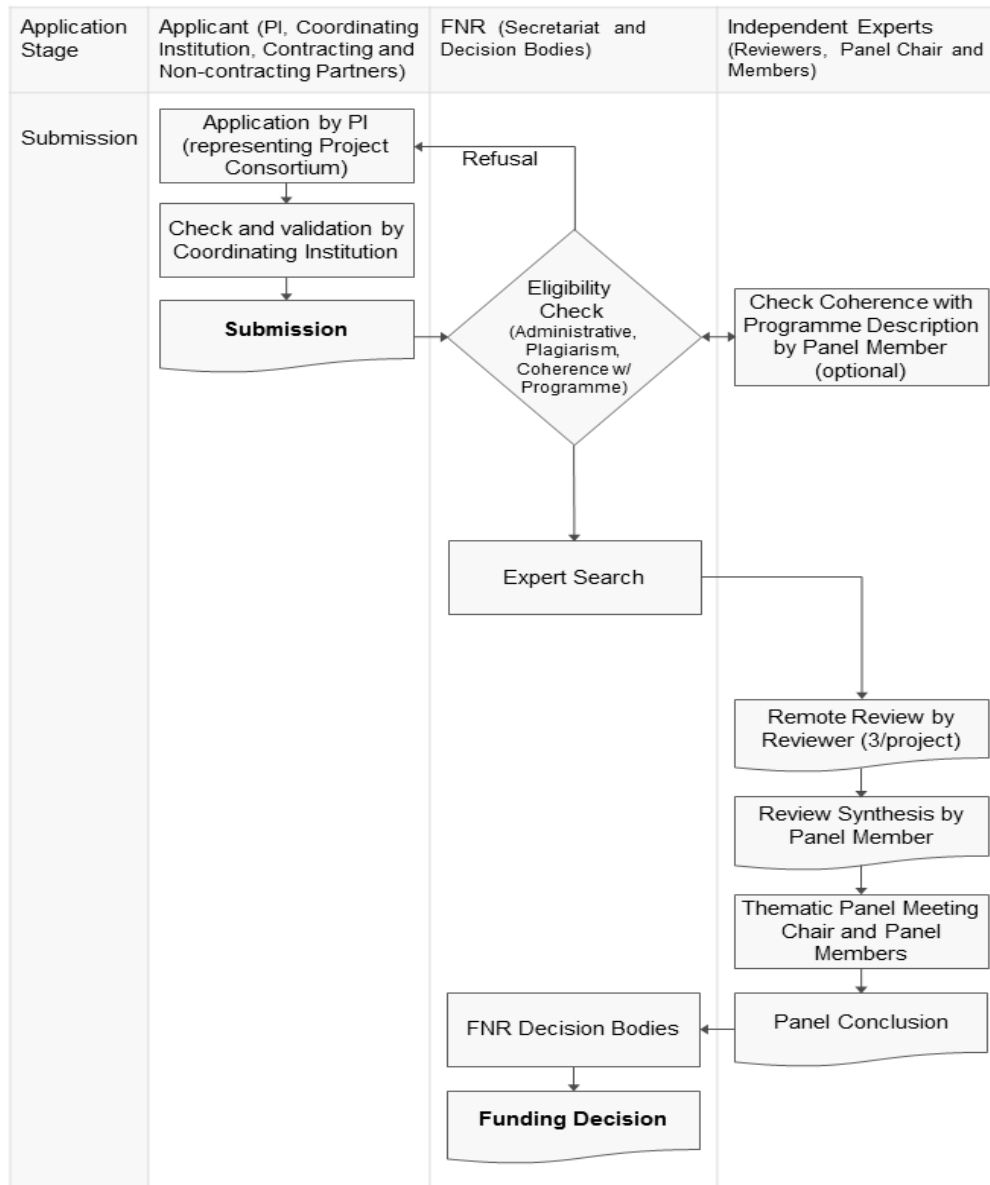 Application
Stage
Applicant (PI, Coordinating
Institution, Contracting and
Non-contracting Partners)
FNR (Secretariat and
Decision Bodies)
Independent Experts
(Reviewers, Panel Chair and
Members)
Submission
Application by PI
(representing Project
Consortium)
Refusal
Check and validation by
Coordinating Institution
Submission
Eligibility
Check
(Administrative,
Plagiarism,
Coherence w/
Programme)
Check Coherence with
Programme Description
by Panel Member
(optional)
Expert Search
Remote Review by
Reviewer (3/project)
Review Synthesis by
Panel Member
Thematic Panel Meeting
Chair and Panel
Members
Panel Conclusion
FNR Decision Bodies
Funding Decision